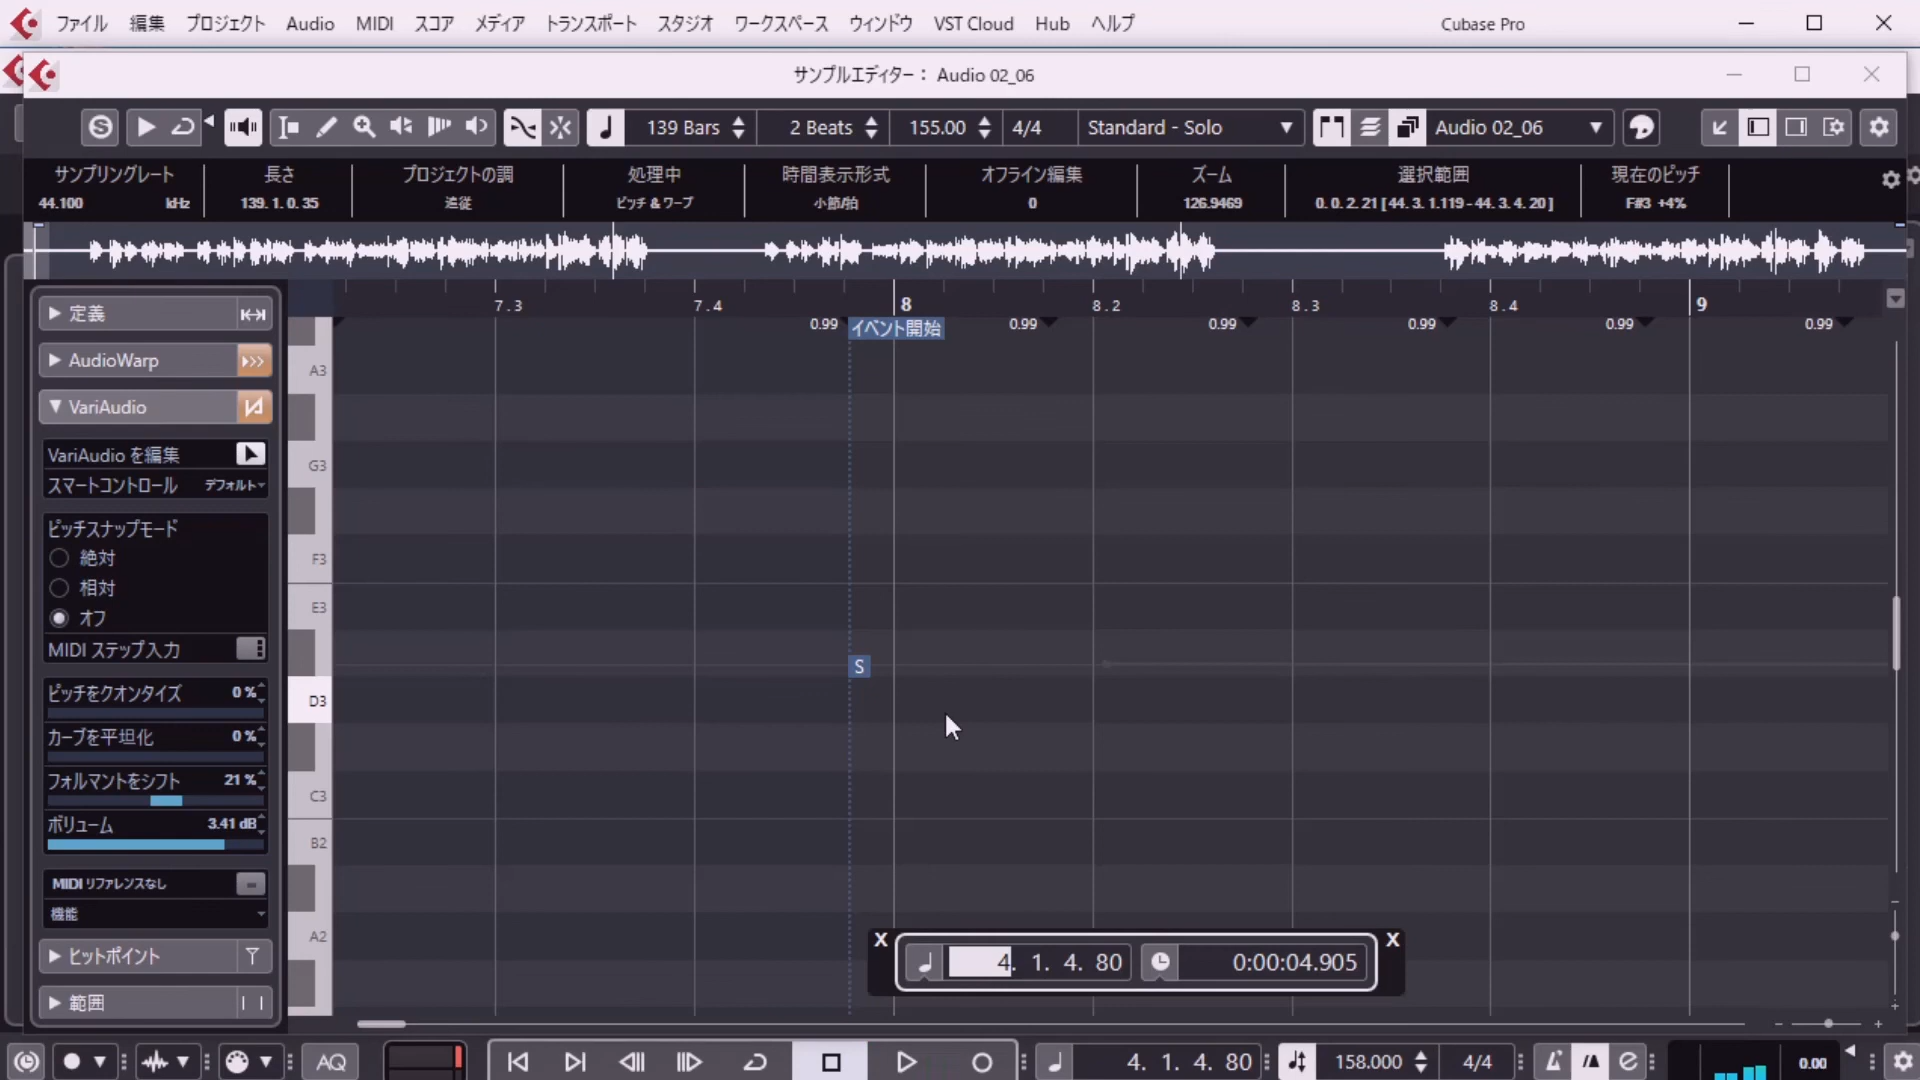 ファイル 編集 プロジェクト Audio MIDI スコア メディア トランスポート スタジオ ワークスペース ウィンドウ VST Cloud Hub ヘルプ Cubase Pro
サンプルエディター： Audio 02_06
139 Bars 2 Beats 155.00 4/4 Standard - Solo Audio 02_06
サンプリングレート 長さ プロジェクトの調 処理中 時間表示形式 オフライン編集 ズーム 選択範囲 現在のピッチ
44.100 kHz 139. 1. 0. 35 追従 ピッチ & ワープ 小節/拍 0 126.9469 0. 0. 2. 21 [ 44. 3. 1.119 - 44. 3. 4. 20 ] F#3 +4%
7.3 7.4 8 8.2 8.3 8.4 9
0.99 イベント開始 0.99 0.99 0.99 0.99 0.99
定義
AudioWarp
VariAudio
VariAudio を編集
スマートコントロール デフォルト
ピッチスナップモード
絶対
相対
オフ
MIDI ステップ入力
ピッチをクオンタイズ 0 %
カーブを平坦化 0 %
フォルマントをシフト 21 %
ボリューム 3.41 dB
MIDI リファレンスなし
機能
ヒットポイント
範囲
A3
G3
F3
E3
D3
C3
B2
A2
S
X X
4. 1. 4. 80 0:00:04.905
AQ 4. 1. 4. 80 158.000 4/4 0.00